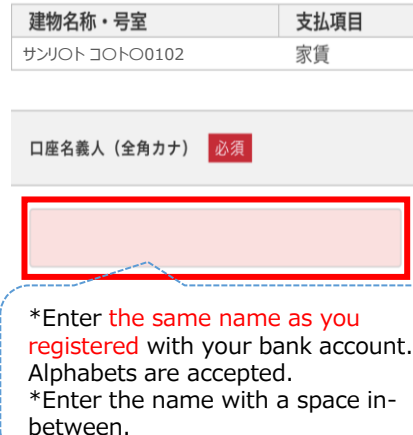 建物名称・号室 支払項目
サンリOト コOトO0102 家賃
口座名義人（全角カナ） 必須
*Enter the same name as you
registered with your bank account.
Alphabets are accepted.
*Enter the name with a space in-
between.